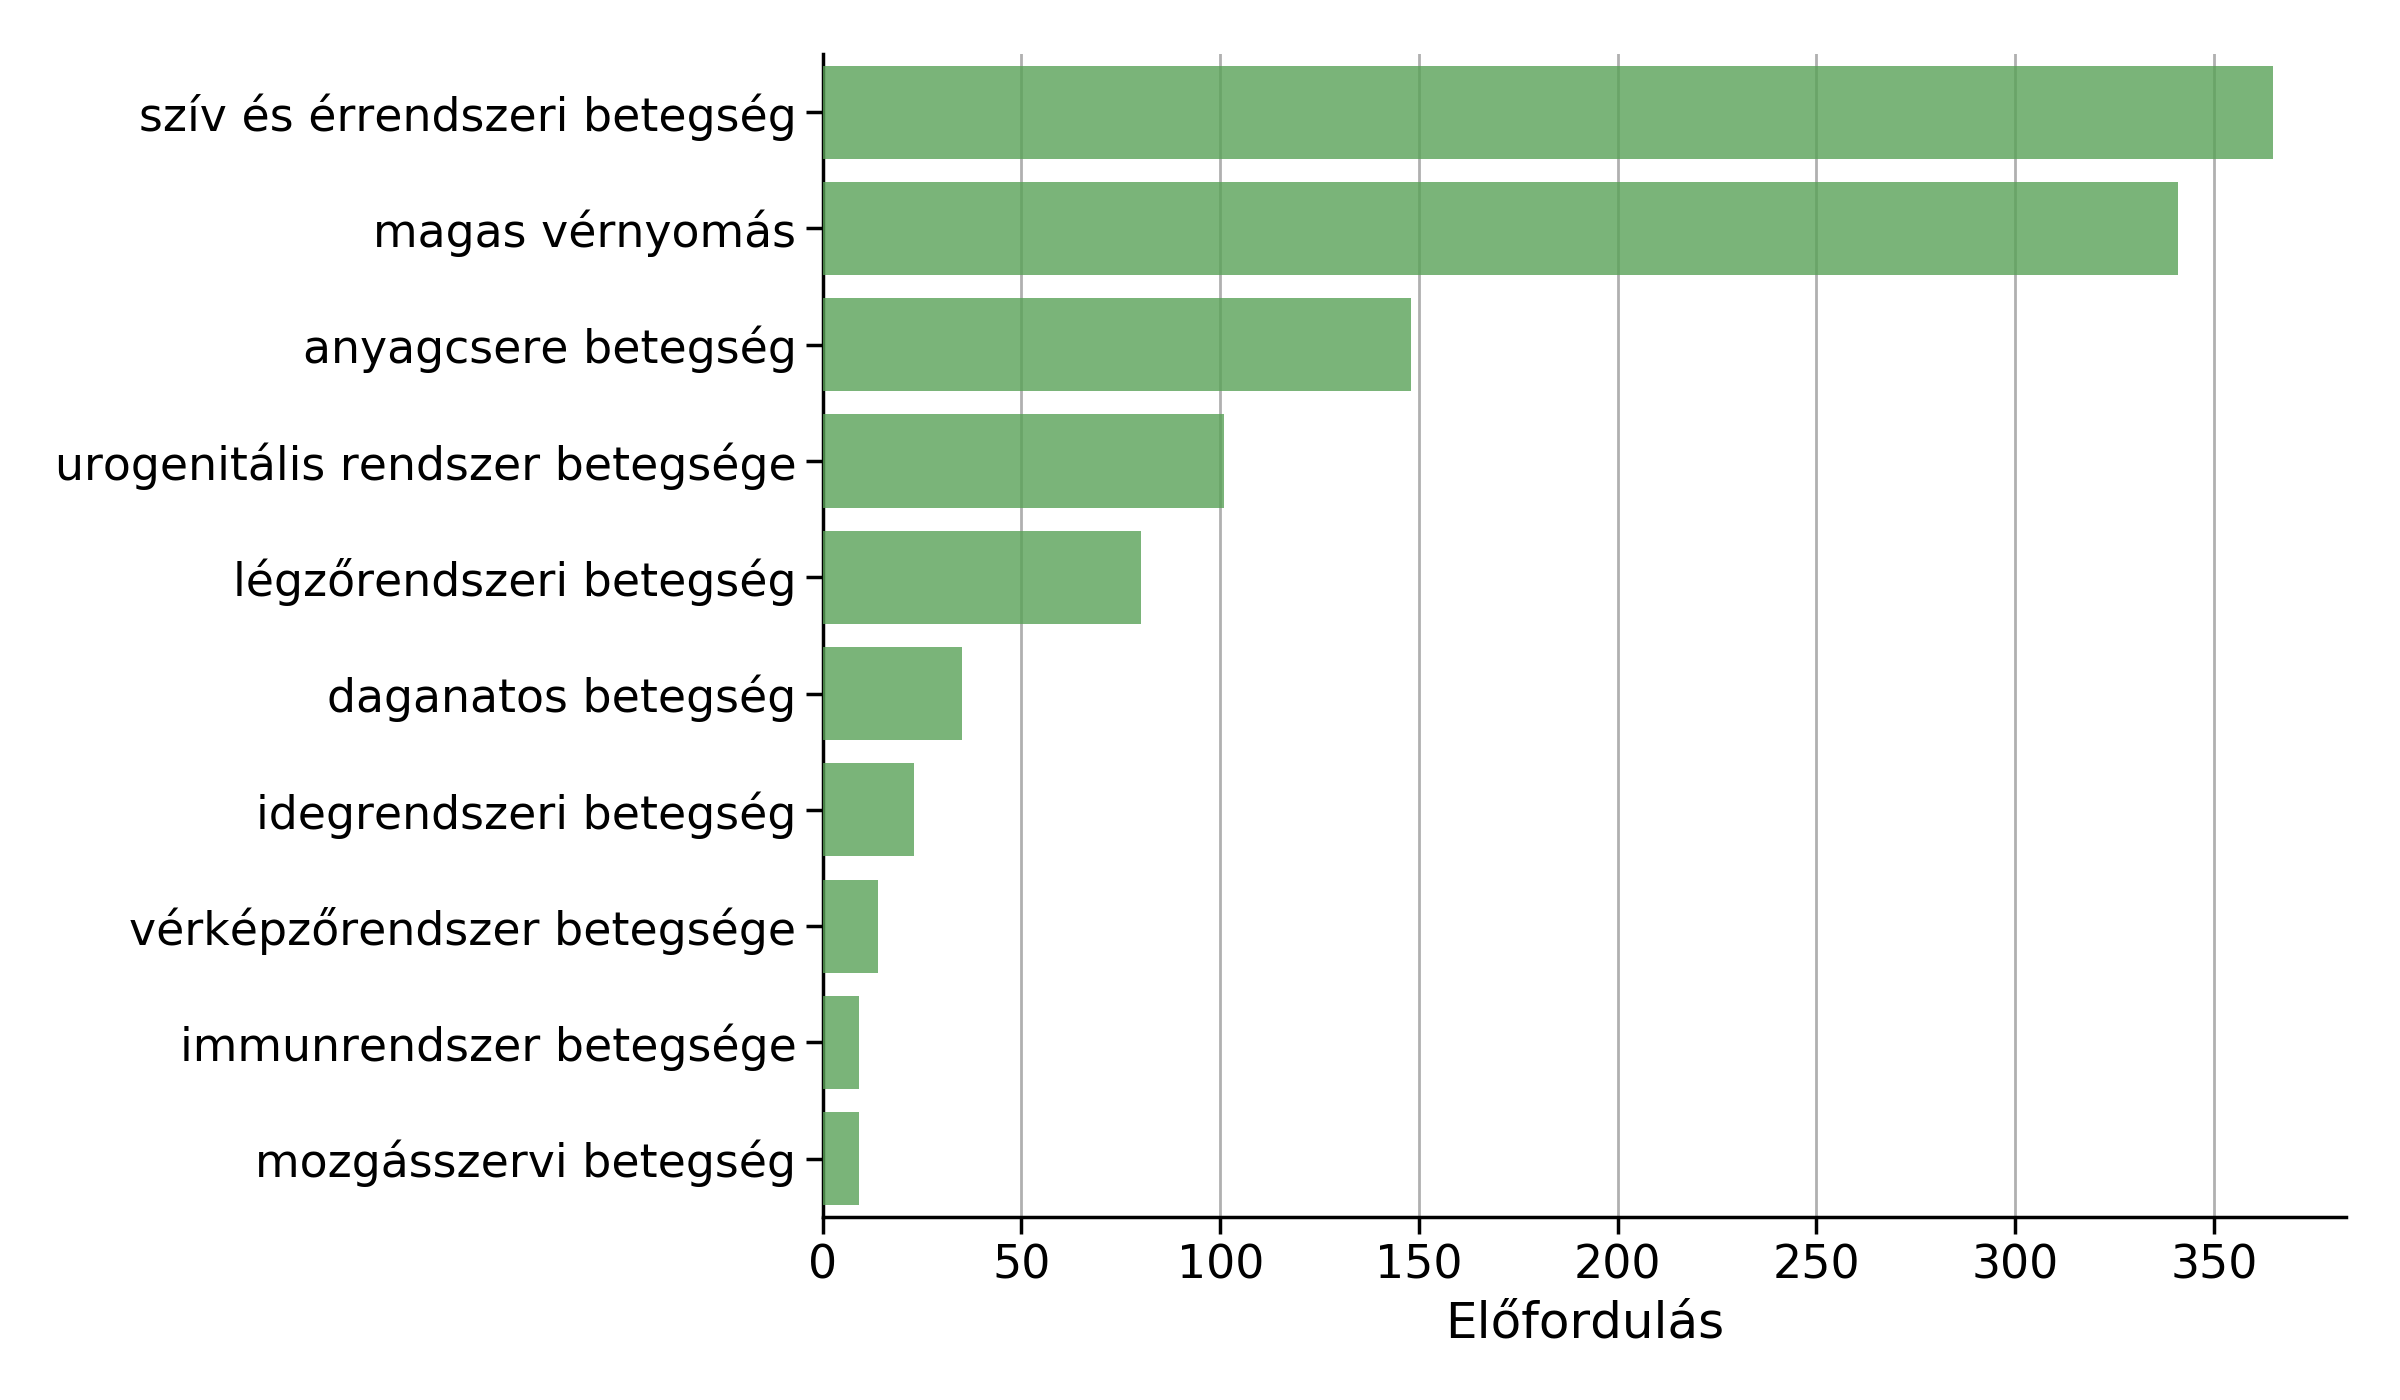 szív és érrendszeri betegség
magas vérnyomás
anyagcsere betegség
urogenitális rendszer betegsége
légzőrendszeri betegség
daganatos betegség
idegrendszeri betegség
vérképzőrendszer betegsége
immunrendszer betegsége
mozgásszervi betegség
0 50 100 150 200 250 300 350
Előfordulás